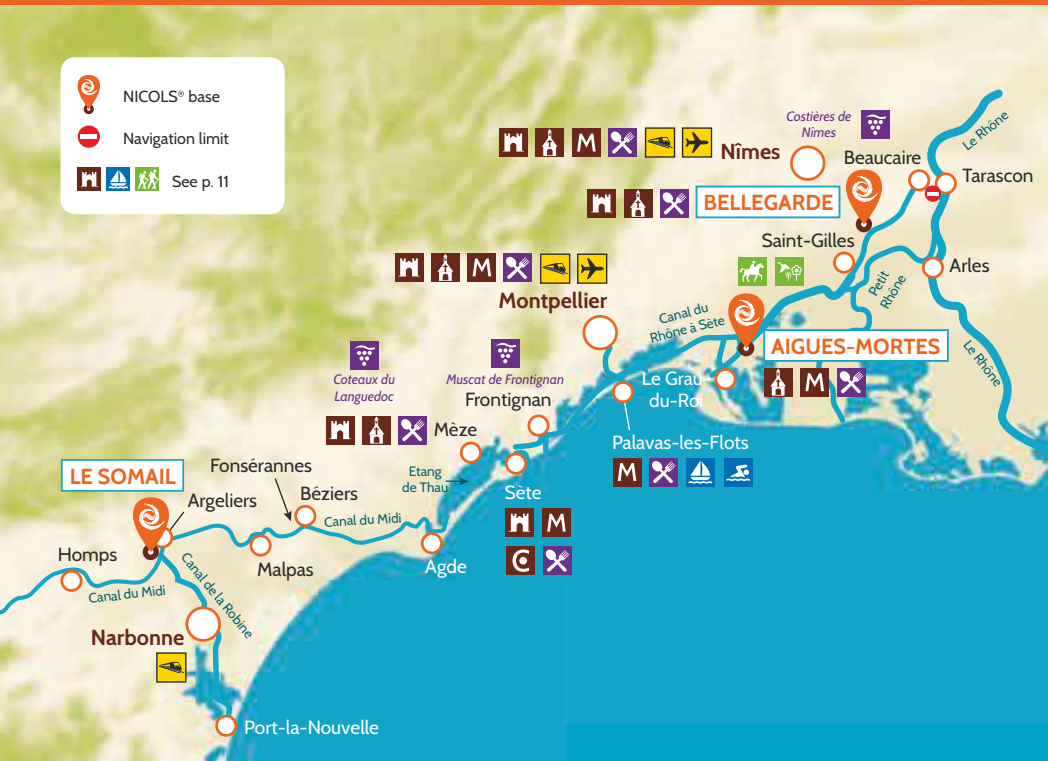 NICOLS® base
Navigation limit
See p. 11
Costières de
Nîmes
Nîmes
Le Rhône
Beaucaire
Tarascon
BELLEGARDE
Saint-Gilles
Arles
Petit
Rhône
Le Rhône
M
M
Montpellier
Canal du
Rhône à Sète
AIGUES-MORTES
M
Le Grau-
du-Roi
Coteaux du
Languedoc
Muscat de Frontignan
Frontignan
Mèze
Palavas-les-Flots
M
Etang
de Thau
Sète
M
LE SOMAIL
Fonsérannes
Argeliers
Béziers
Canal du Midi
Agde
Malpas
Homps
Canal du Midi
Canal de la Robine
Narbonne
Port-la-Nouvelle